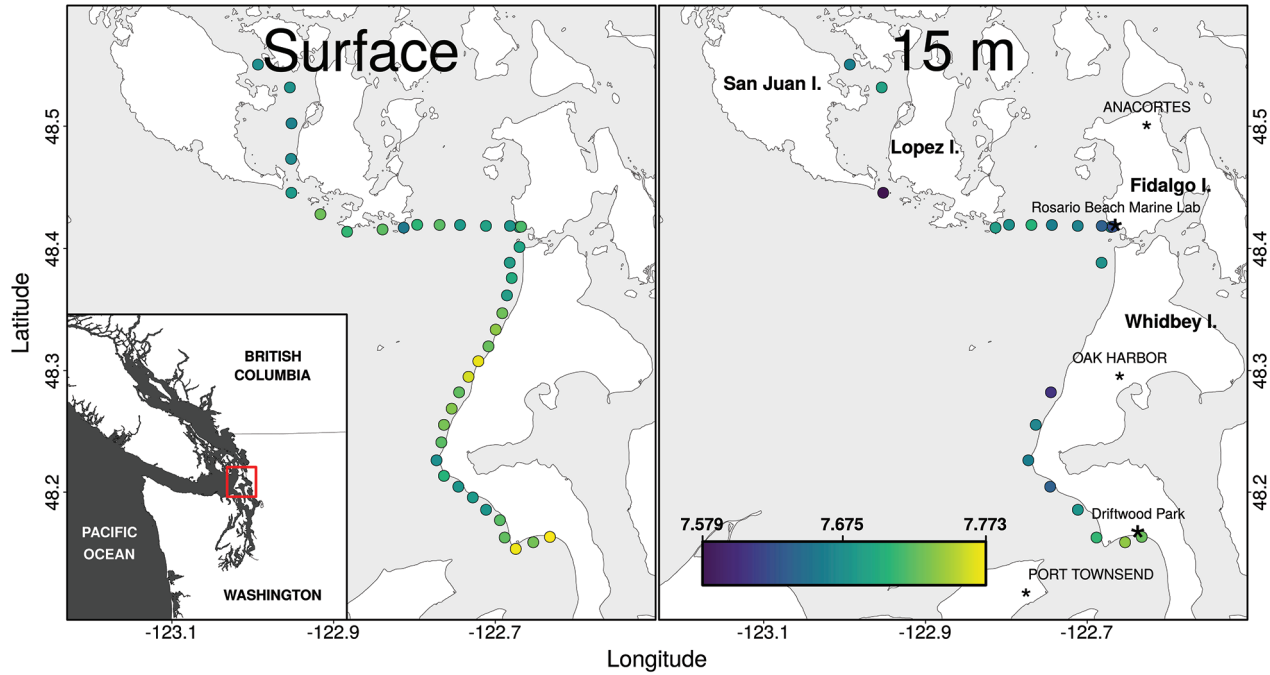 Surface
15 m
San Juan I.
ANACORTES
*
Lopez I.
Fidalgo I.
Rosario Beach Marine Lab
*
Whidbey I.
OAK HARBOR
*
Driftwood Park
*
7.579
7.675
7.773
PORT TOWNSEND
*
BRITISH
COLUMBIA
PACIFIC
OCEAN
WASHINGTON
Latitude
48.5
48.4
48.3
48.2
48.5
48.4
48.3
48.2
-123.1
-122.9
-122.7
-123.1
-122.9
-122.7
Longitude